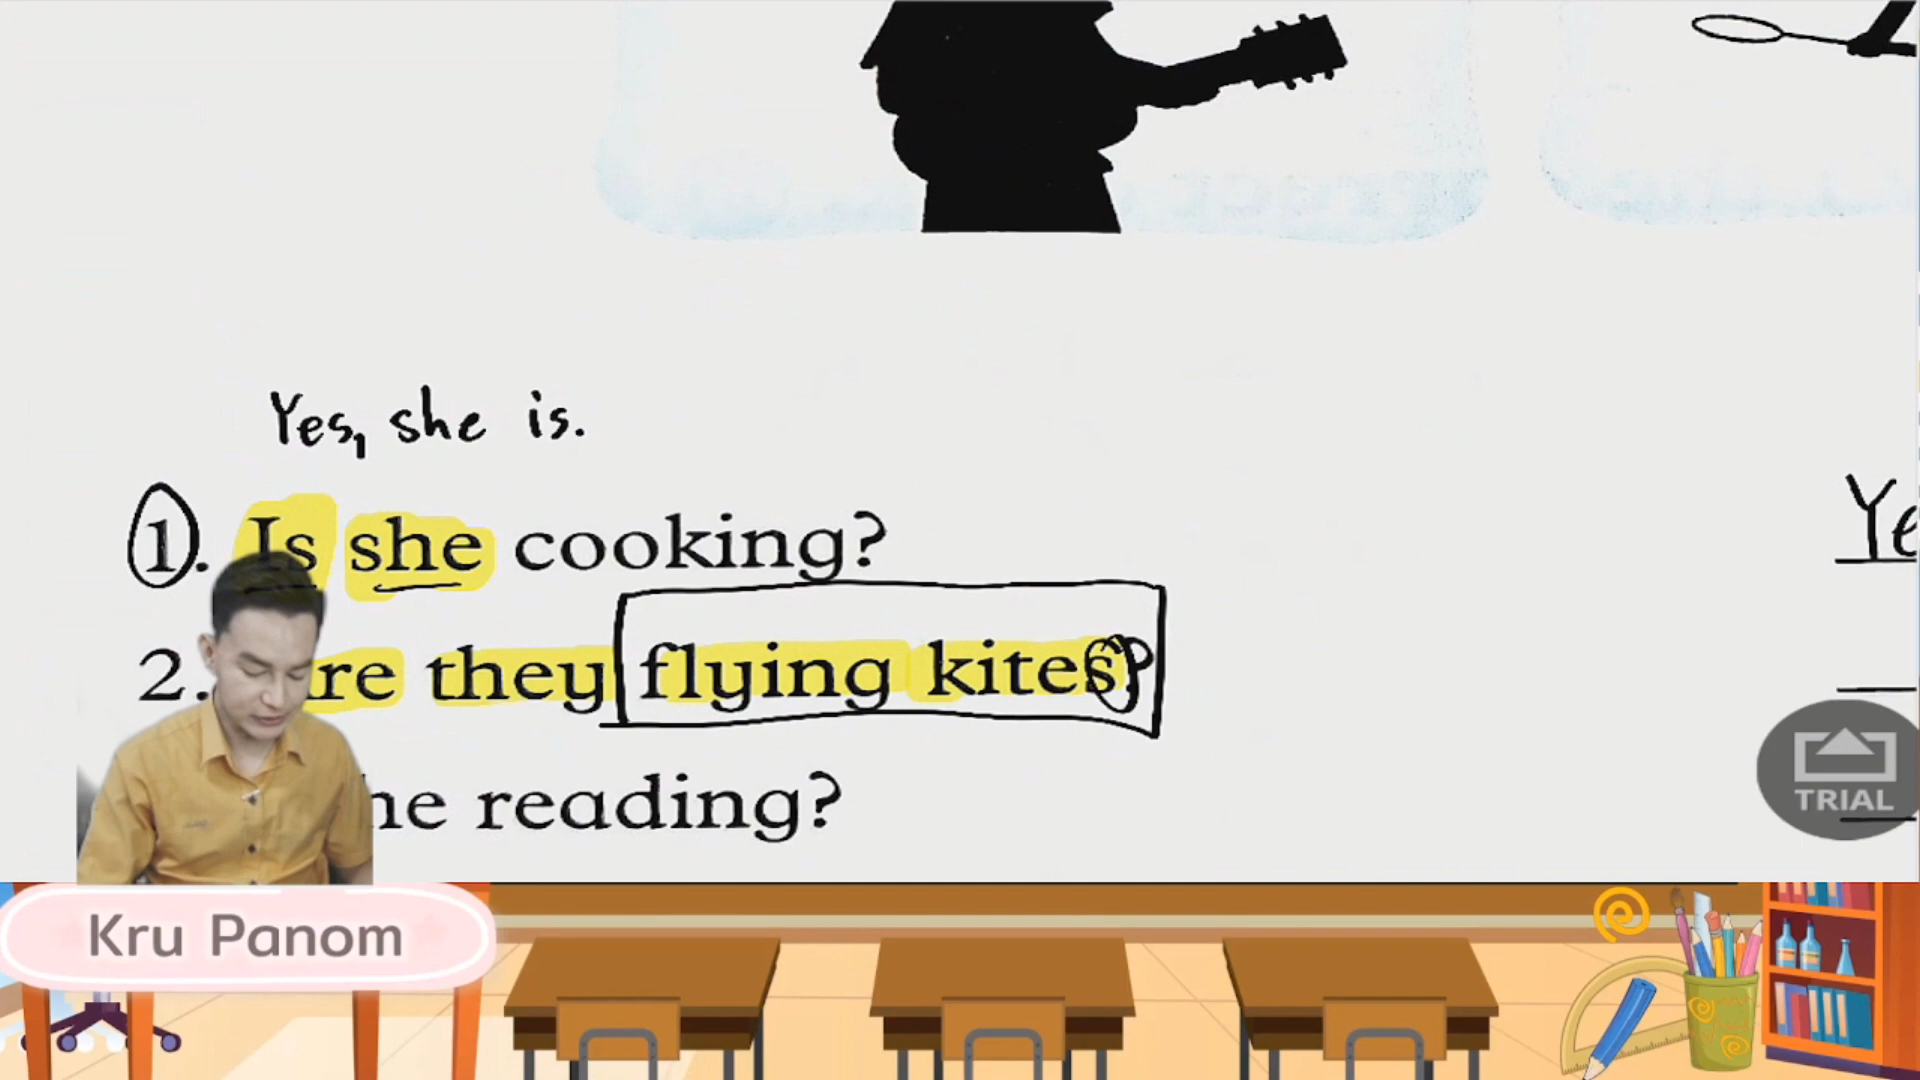 Yes, she is.
1. Is she cooking?
2. re they flying kites?
he reading?
Ye
TRIAL
Kru Panom